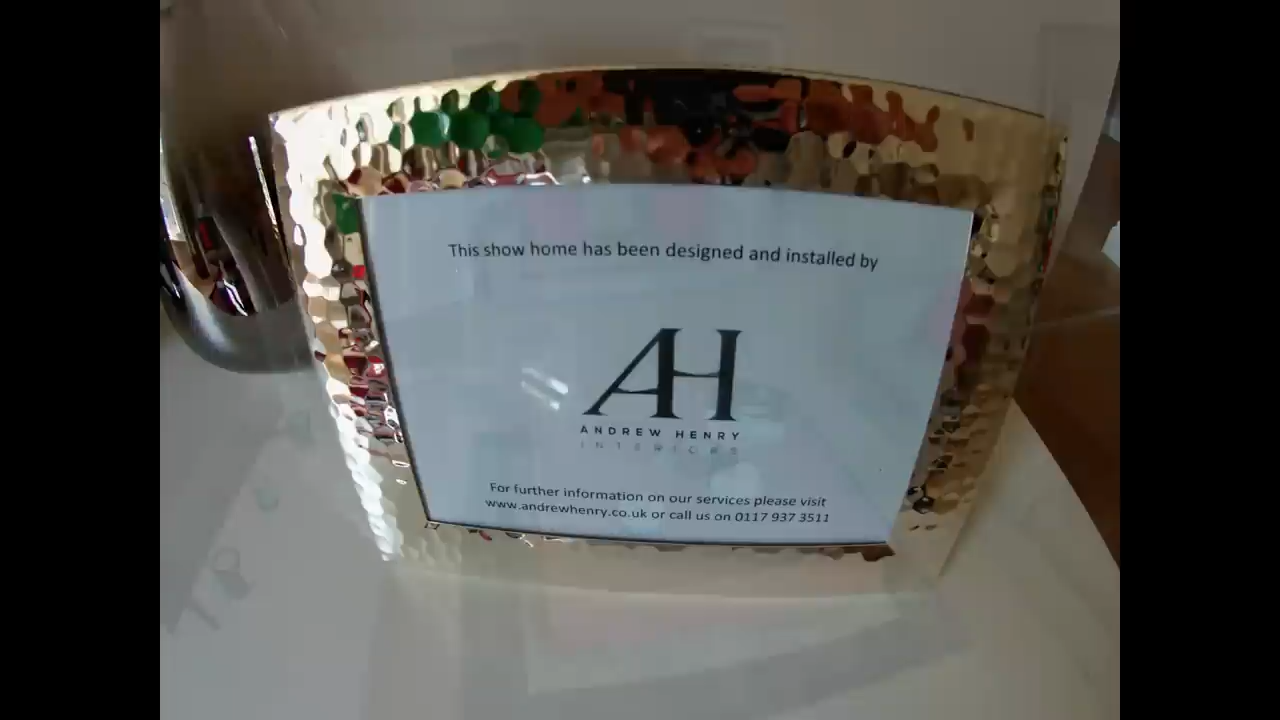 This show home has been designed and installed by
AH
ANDREW HENRY
INTERIORS
For further information on our services please visit
www.andrewhenry.co.uk or call us on 0117 937 3511